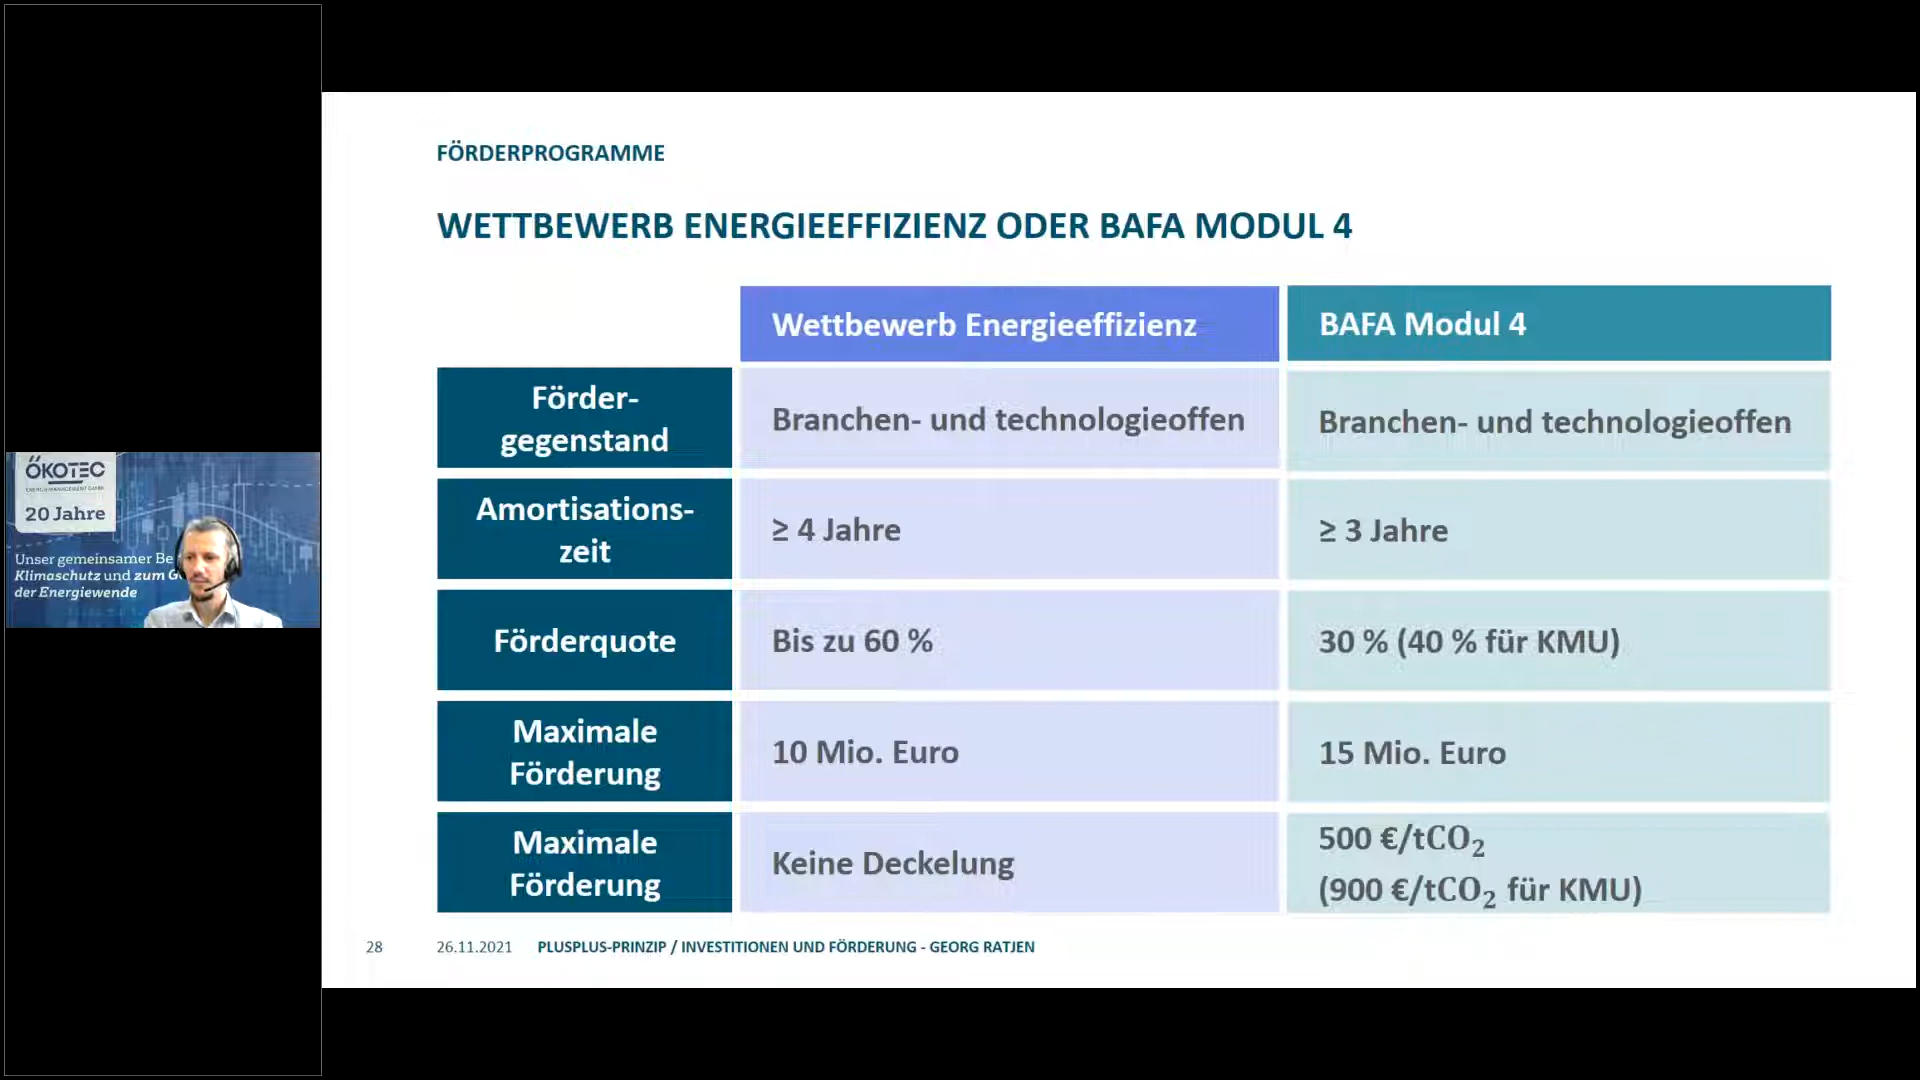 FÖRDERPROGRAMME
WETTBEWERB ENERGIEEFFIZIENZ ODER BAFA MODUL 4
Wettbewerb Energieeffizienz
BAFA Modul 4
Förder-
gegenstand
Branchen- und technologieoffen
Branchen- und technologieoffen
Amortisations-
zeit
≥ 4 Jahre
≥ 3 Jahre
Förderquote
Bis zu 60 %
30 % (40 % für KMU)
Maximale
Förderung
10 Mio. Euro
15 Mio. Euro
Maximale
Förderung
Keine Deckelung
500 €/tCO₂
(900 €/tCO₂ für KMU)
28
26.11.2021
PLUSPLUS-PRINZIP / INVESTITIONEN UND FÖRDERUNG - GEORG RATJEN
ÖKOTEC
20 Jahre
Unser gemeinsamer Be
Klimaschutz und zum G
der Energiewende